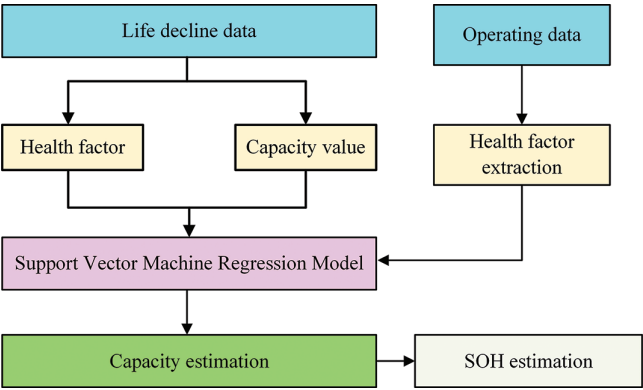 Life decline data
Operating data
Health factor
Capacity value
Health factor
extraction
Support Vector Machine Regression Model
Capacity estimation
SOH estimation